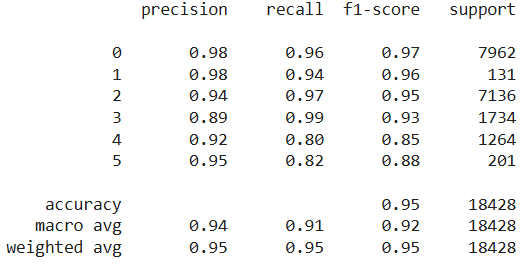 precision recall f1-score support
0 0.98 0.96 0.97 7962
1 0.98 0.94 0.96 131
2 0.94 0.97 0.95 7136
3 0.89 0.99 0.93 1734
4 0.92 0.80 0.85 1264
5 0.95 0.82 0.88 201
accuracy 0.95 18428
macro avg 0.94 0.91 0.92 18428
weighted avg 0.95 0.95 0.95 18428